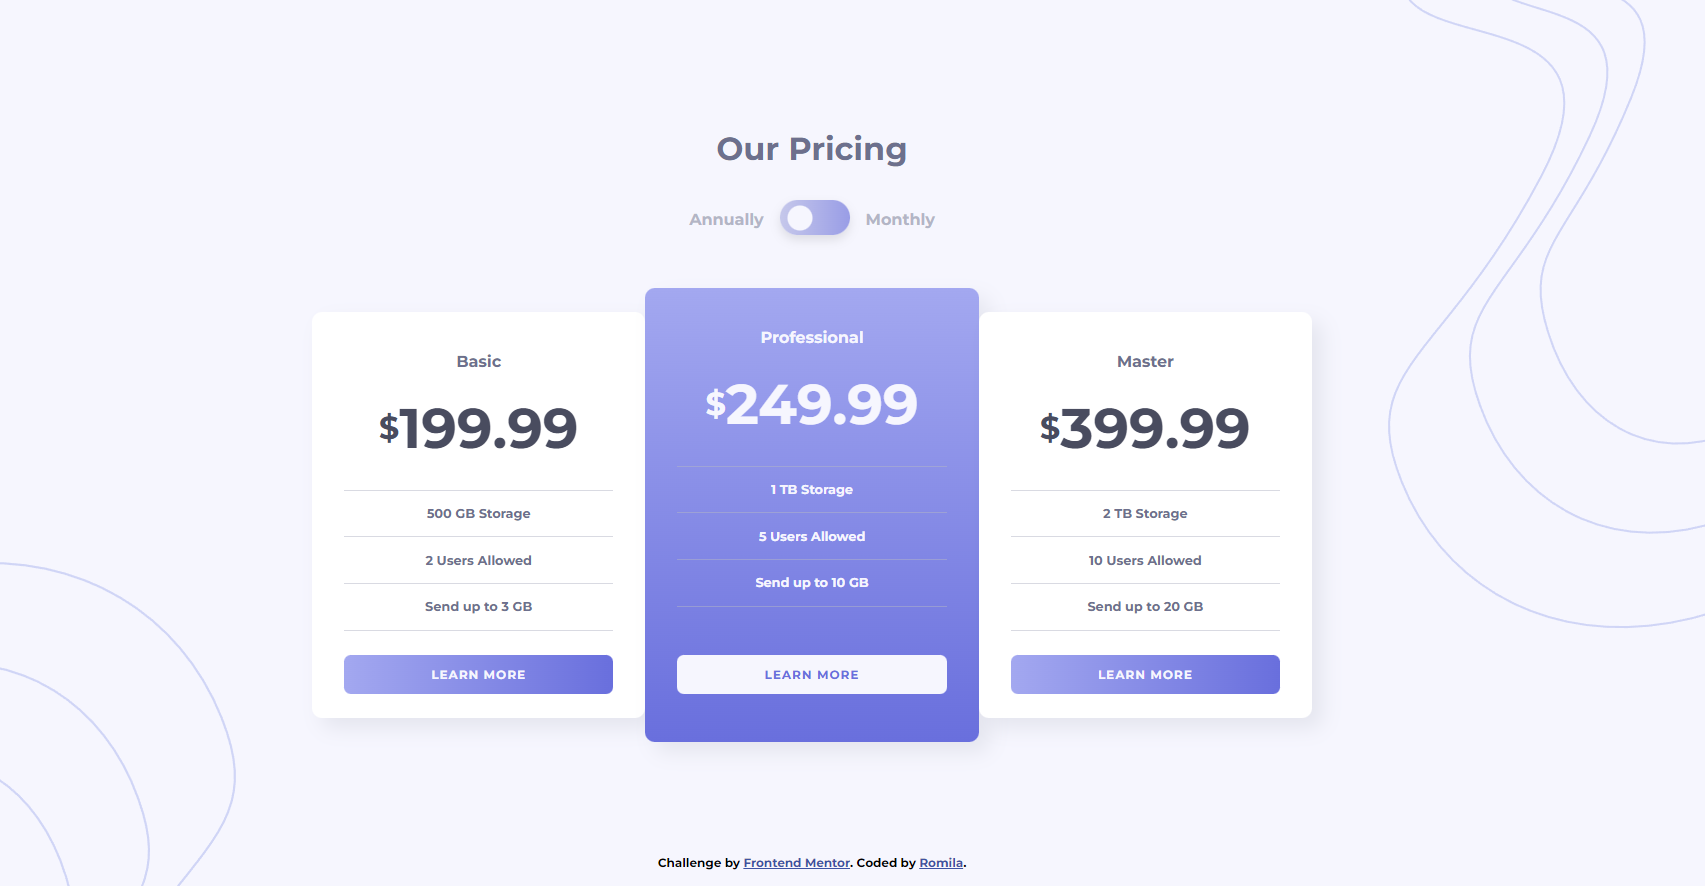 Our Pricing
Annually Monthly
Basic
$199.99
500 GB Storage
2 Users Allowed
Send up to 3 GB
LEARN MORE
Professional
$249.99
1 TB Storage
5 Users Allowed
Send up to 10 GB
LEARN MORE
Master
$399.99
2 TB Storage
10 Users Allowed
Send up to 20 GB
LEARN MORE
Challenge by Frontend Mentor. Coded by Romila.